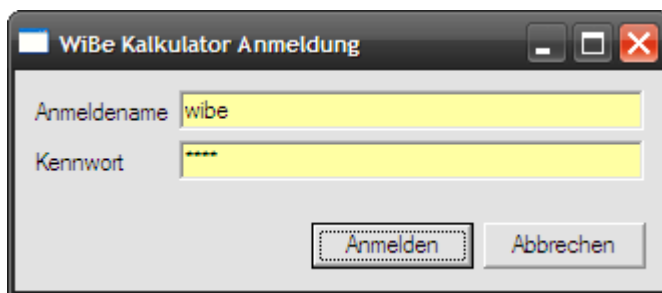 WiBe Kalkulator Anmeldung
Anmeldename wibe
Kennwort ****
Anmelden Abbrechen